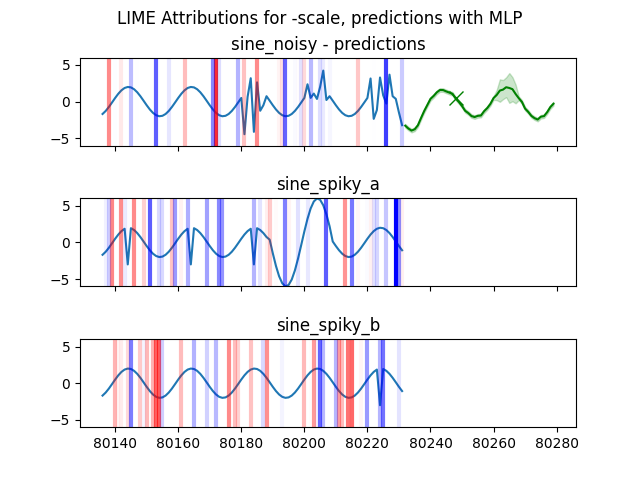 LIME Attributions for -scale, predictions with MLP
sine_noisy - predictions
5
0
−5
sine_spiky_a
5
0
−5
sine_spiky_b
5
0
−5
80140 80160 80180 80200 80220 80240 80260 80280